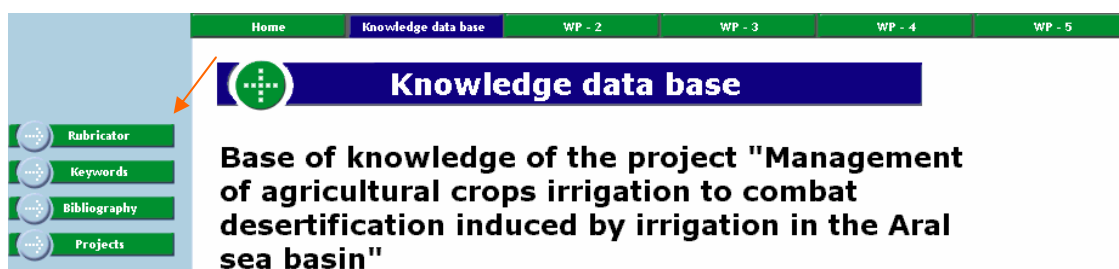 Home Knowledge data base WP - 2 WP - 3 WP - 4 WP - 5
Knowledge data base
Rubricator
Keywords
Bibliography
Projects
Base of knowledge of the project "Management
of agricultural crops irrigation to combat
desertification induced by irrigation in the Aral
sea basin"